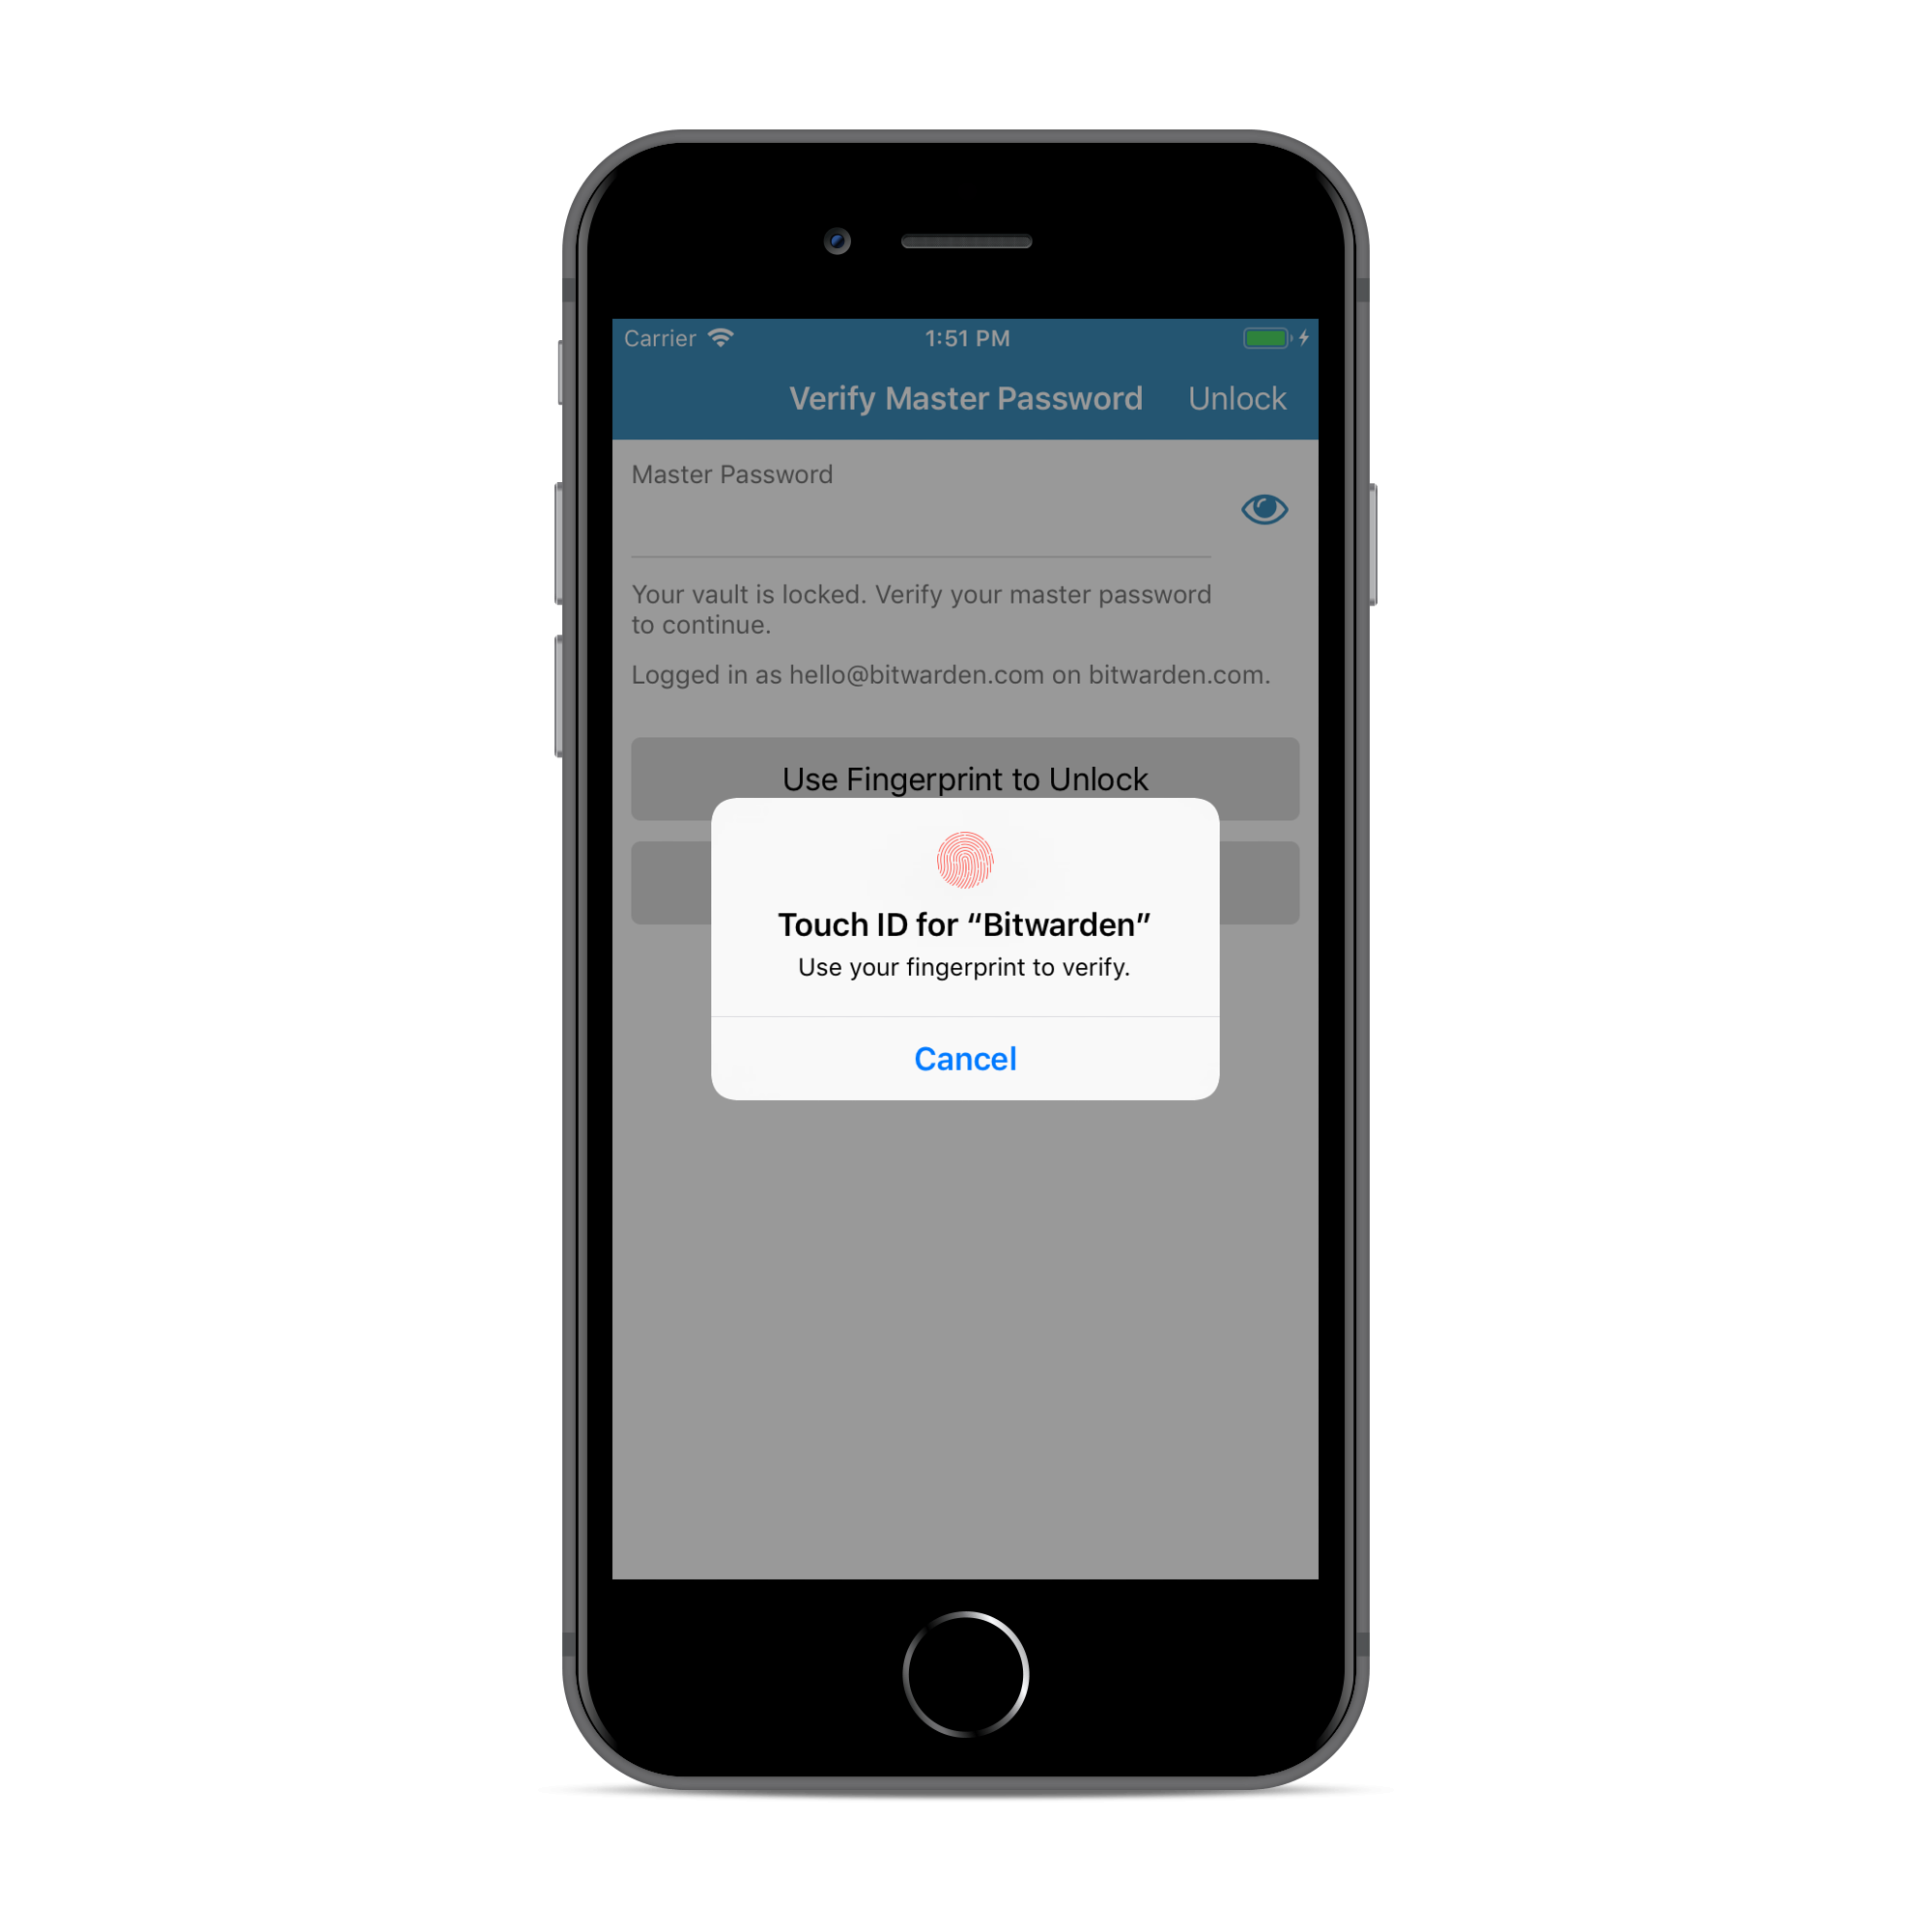 Carrier 1:51 PM
Verify Master Password Unlock
Master Password
Your vault is locked. Verify your master password
to continue.
Logged in as hello@bitwarden.com on bitwarden.com.
Use Fingerprint to Unlock
Touch ID for “Bitwarden”
Use your fingerprint to verify.
Cancel